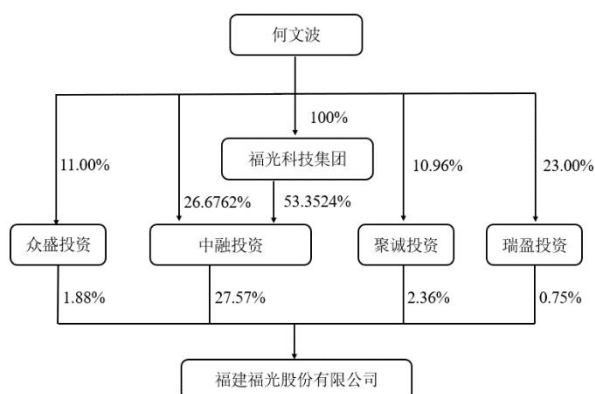 何文波
100%
福光科技集团
11.00%
10.96%
23.00%
26.6762%
53.3524%
众盛投资
中融投资
聚诚投资
瑞盈投资
1.88%
27.57%
2.36%
0.75%
福建福光股份有限公司